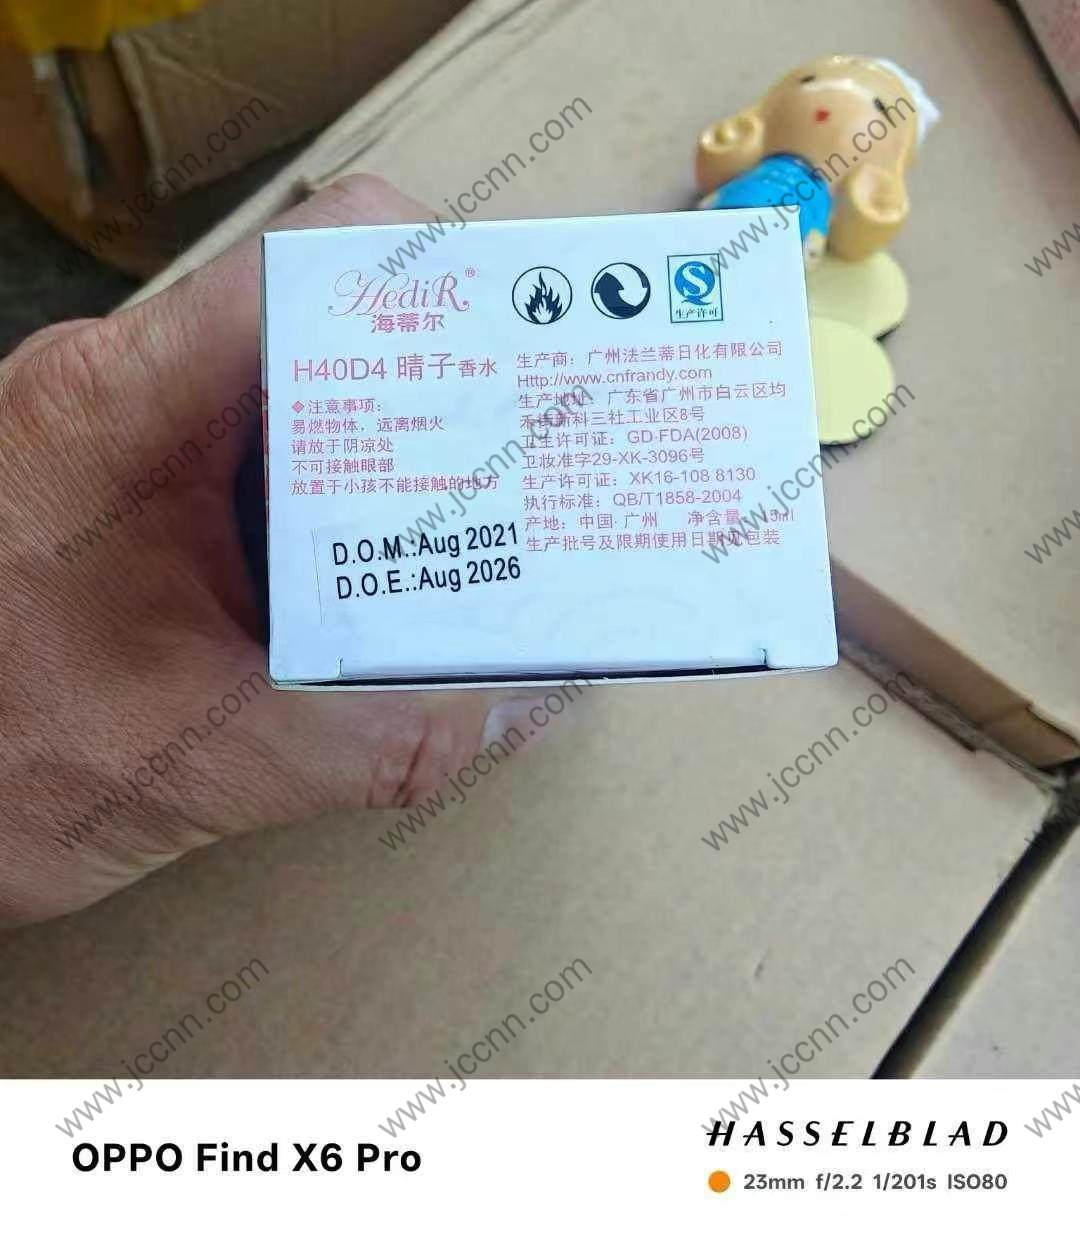 HediR®
海蒂尔
生产许可
H40D4 晴子香水
◆注意事项:
易燃物体，远离烟火
请放于阴凉处
不可接触眼部
放置于小孩不能接触的地方
D.O.M.:Aug 2021
D.O.E.:Aug 2026
生产商：广州法兰蒂日化有限公司
Http://www.cnfrandy.com
生产地址：广东省广州市白云区均
禾街新科三社工业区8号
卫生许可证：GD·FDA(2008)
卫妆准字29-XK-3096号
生产许可证：XK16-108 8130
执行标准：QB/T1858-2004
产地：中国·广州 净含量
生产批号及限期使用日期见包装
www.jccnn.com
OPPO Find X6 Pro
HASSELBLAD
23mm f/2.2 1/201s ISO80